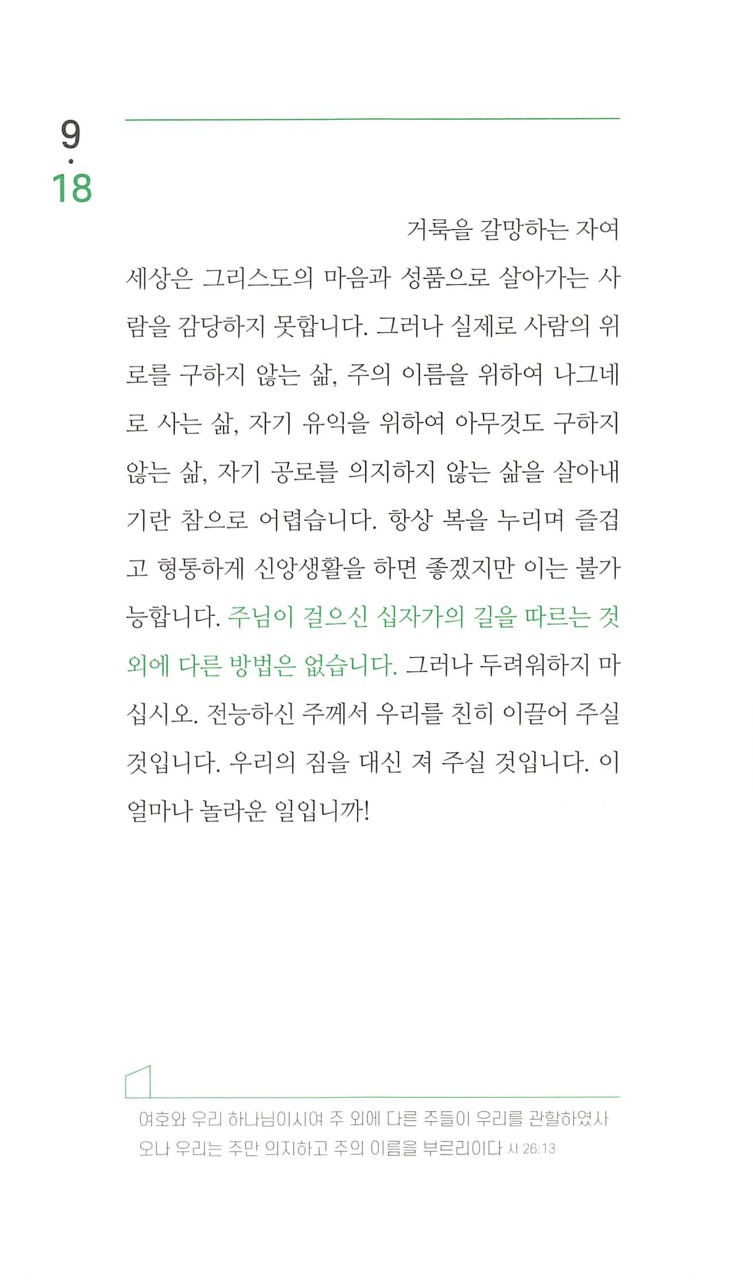 9
·
18
거룩을 갈망하는 자여
세상은 그리스도의 마음과 성품으로 살아가는 사
람을 감당하지 못합니다. 그러나 실제로 사람의 위
로를 구하지 않는 삶, 주의 이름을 위하여 나그네
로 사는 삶, 자기 유익을 위하여 아무것도 구하지
않는 삶, 자기 공로를 의지하지 않는 삶을 살아내
기란 참으로 어렵습니다. 항상 복을 누리며 즐겁
고 형통하게 신앙생활을 하면 좋겠지만 이는 불가
능합니다. 주님이 걸으신 십자가의 길을 따르는 것
외에 다른 방법은 없습니다. 그러나 두려워하지 마
십시오. 전능하신 주께서 우리를 친히 이끌어 주실
것입니다. 우리의 짐을 대신 져 주실 것입니다. 이
얼마나 놀라운 일입니까!
여호와 우리 하나님이시여 주 외에 다른 주들이 우리를 관할하였사
오나 우리는 주만 의지하고 주의 이름을 부르리이다 사 26:13